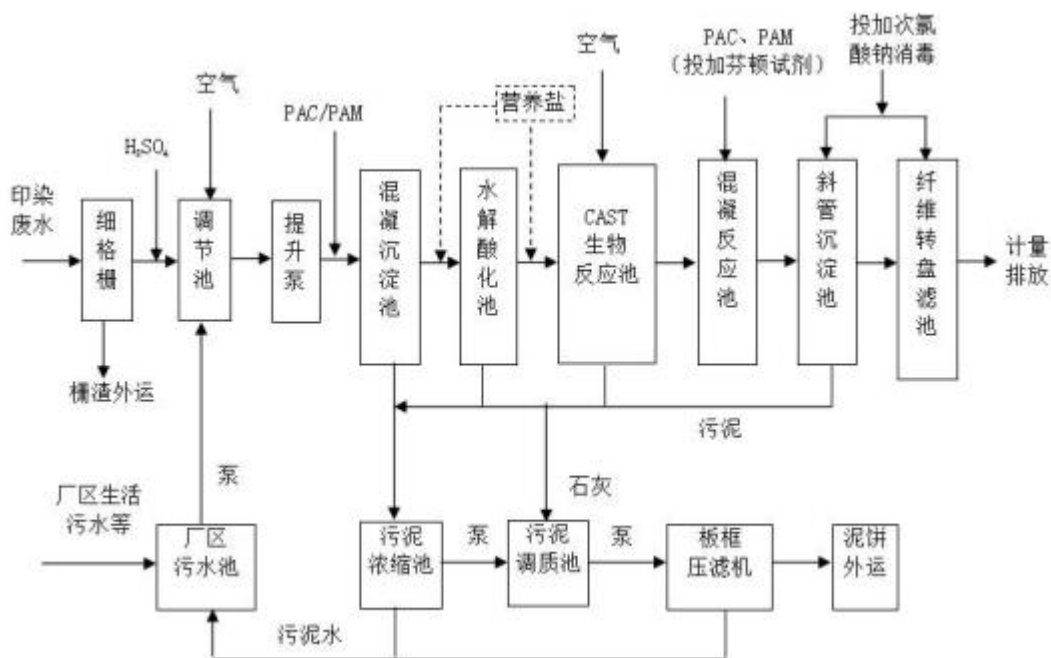 空气
H₂SO₄
印染
废水
细格栅
调节池
提升泵
PAC/PAM
混凝沉淀池
营养盐
水解酸化池
空气
CAST
生物
反应池
PAC、PAM
(投加芬顿试剂)
混凝反应池
投加次氯
酸钠消毒
斜管沉淀池
纤维转盘滤池
计量
排放
栅渣外运
污泥
泵
石灰
厂区生活
污水等
厂区
污水池
污泥
浓缩池
泵
污泥
调质池
泵
板框
压滤机
泥饼
外运
污泥水